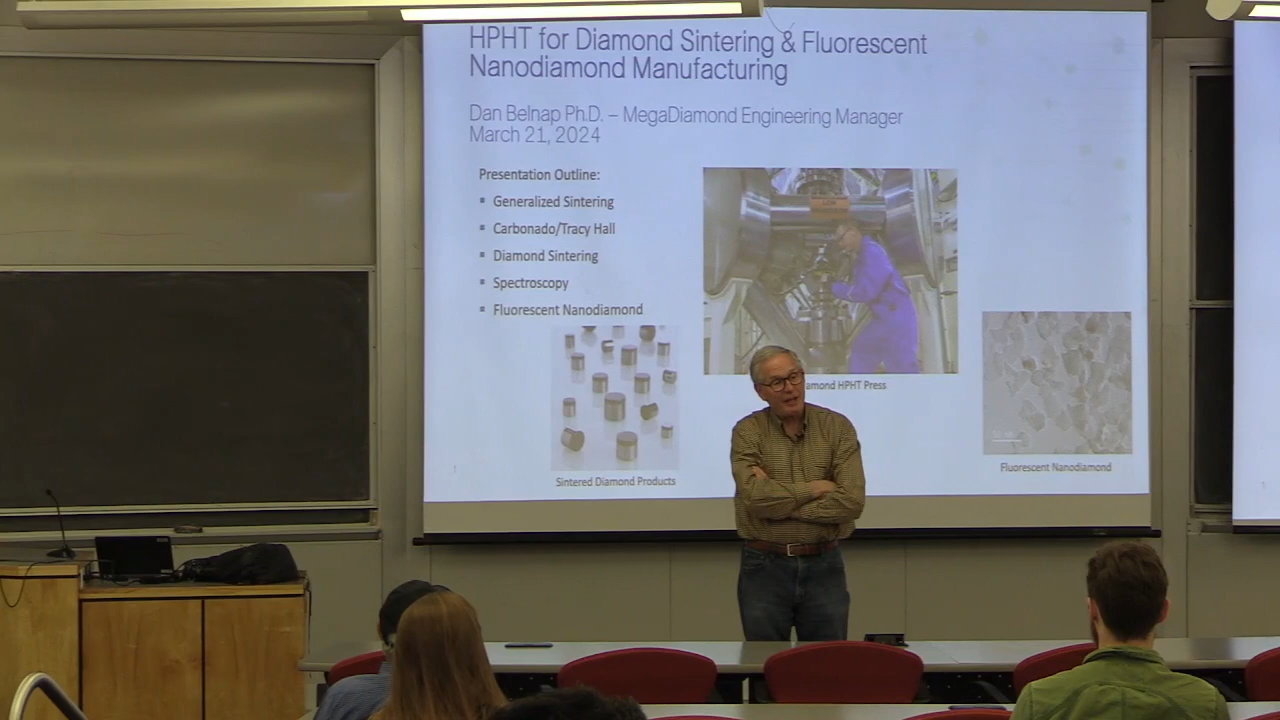 HPHT for Diamond Sintering & Fluorescent
Nanodiamond Manufacturing
Dan Belnap Ph.D. – MegaDiamond Engineering Manager
March 21, 2024
Presentation Outline:
▪ Generalized Sintering
▪ Carbonado/Tracy Hall
▪ Diamond Sintering
▪ Spectroscopy
▪ Fluorescent Nanodiamond
amond HPHT Press
Fluorescent Nanodiamond
Sintered Diamond Products